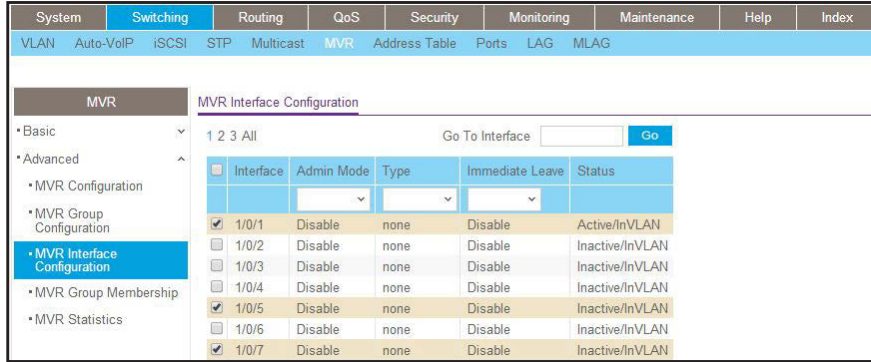 System Switching Routing QoS Security Monitoring Maintenance Help Index
VLAN Auto-VoIP iSCSI STP Multicast MVR Address Table Ports LAG MLAG
MVR
Basic
Advanced
MVR Configuration
MVR Group
Configuration
MVR Interface
Configuration
MVR Group Membership
MVR Statistics
MVR Interface Configuration
1 2 3 All Go To Interface Go
Interface Admin Mode Type Immediate Leave Status
1/0/1 Disable none Disable Active/InVLAN
1/0/2 Disable none Disable Inactive/InVLAN
1/0/3 Disable none Disable Inactive/InVLAN
1/0/4 Disable none Disable Inactive/InVLAN
1/0/5 Disable none Disable Inactive/InVLAN
1/0/6 Disable none Disable Inactive/InVLAN
1/0/7 Disable none Disable Inactive/InVLAN